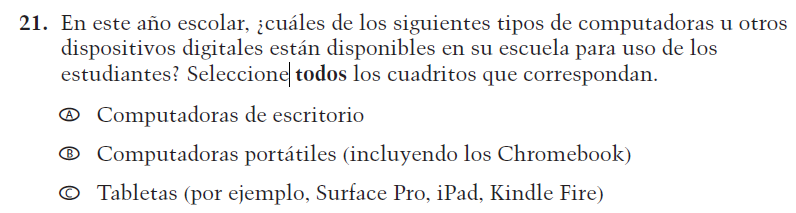 21. En este año escolar, ¿cuáles de los siguientes tipos de computadoras u otros
dispositivos digitales están disponibles en su escuela para uso de los
estudiantes? Seleccione todos los cuadritos que correspondan.
A Computadoras de escritorio
B Computadoras portátiles (incluyendo los Chromebook)
C Tabletas (por ejemplo, Surface Pro, iPad, Kindle Fire)